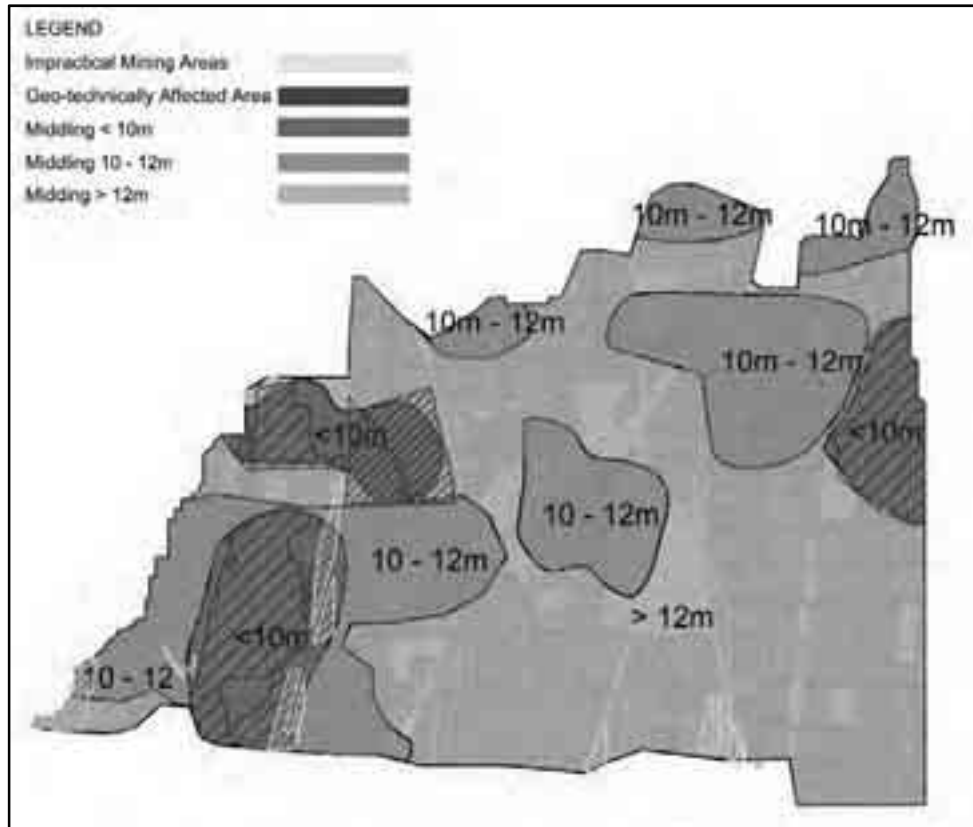 LEGEND
Impractical Mining Areas
Geo-technically Affected Area
Middling < 10m
Middling 10 - 12m
Midding > 12m
10m - 12m
10m - 12m
10m - 12m
10m - 12m
<10m
<10m
10 - 12m
10 - 12m
> 12m
<10m
10 - 12